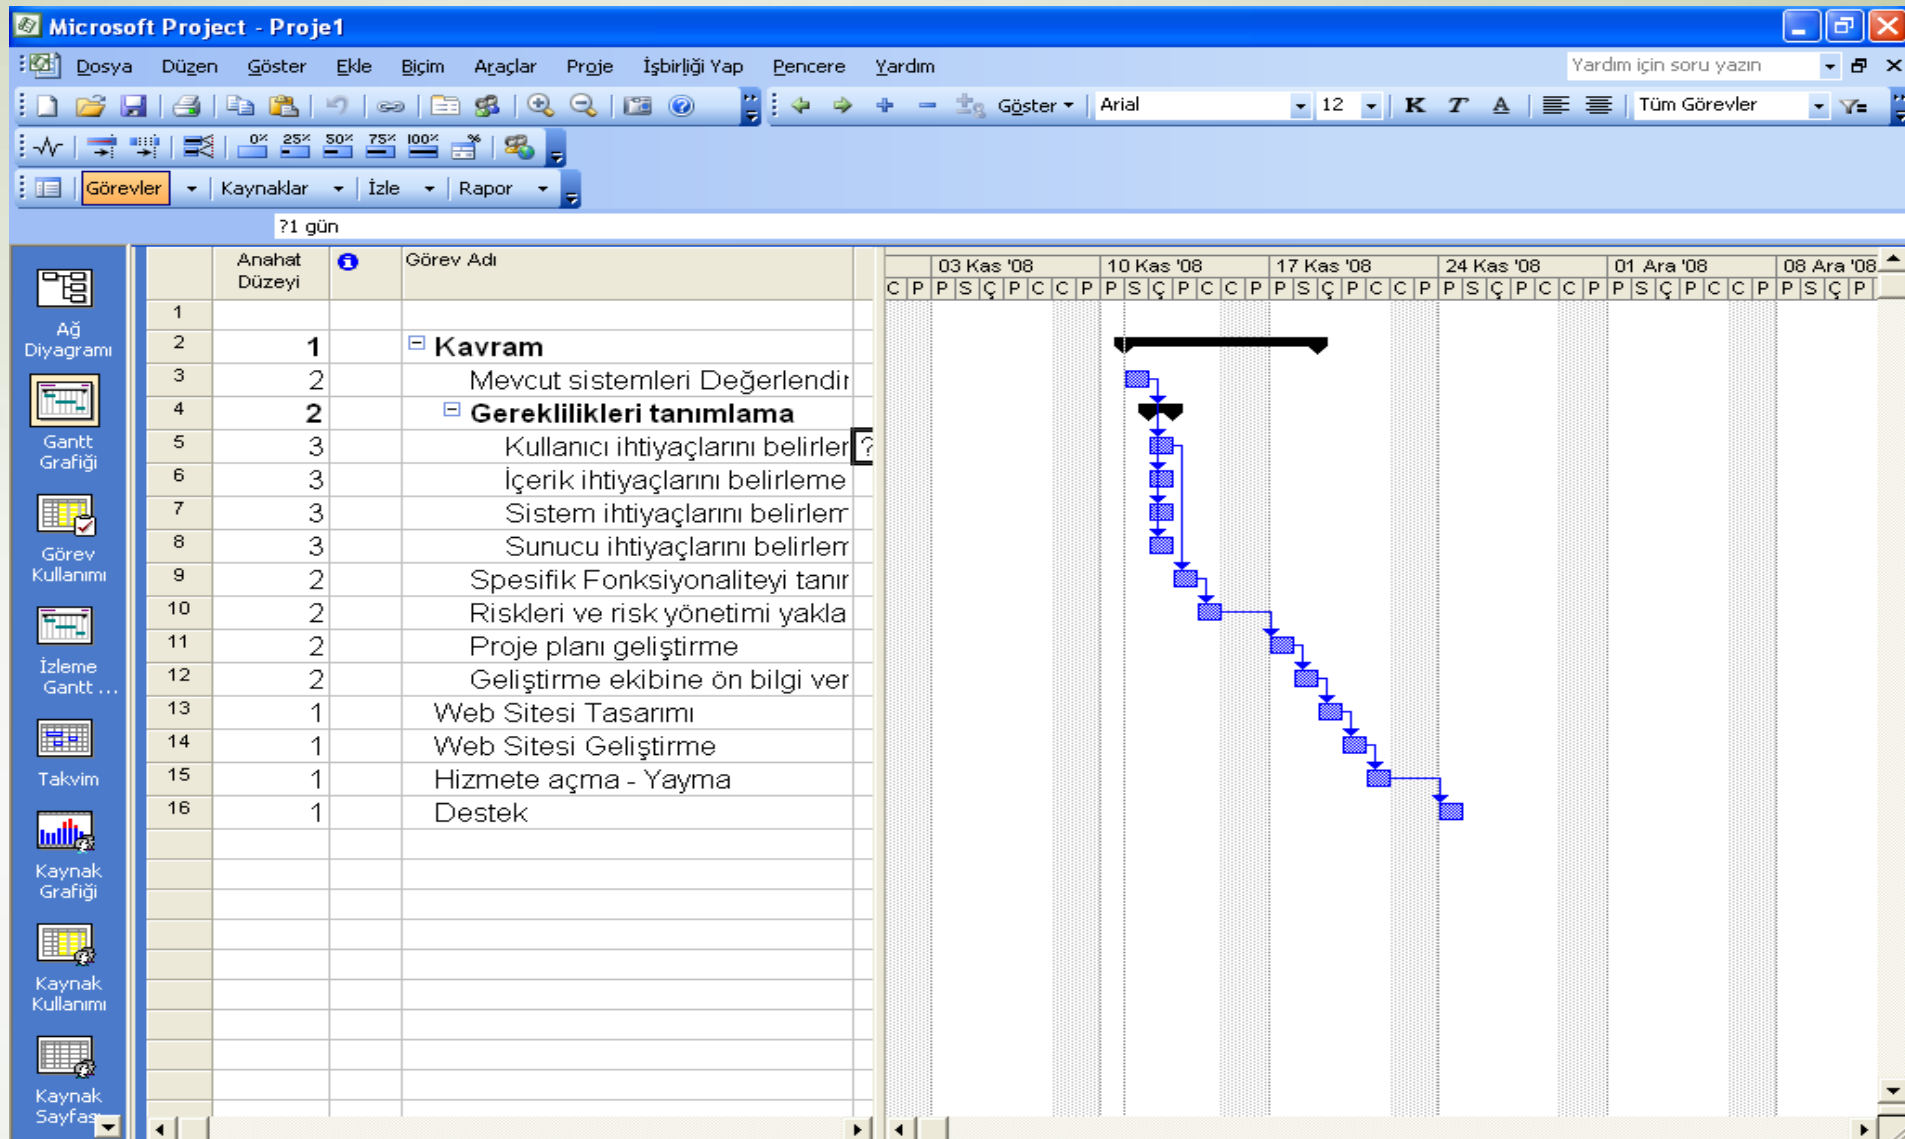 Microsoft Project - Proje1
Dosya Düzen Göster Ekle Biçim Araçlar Proje İşbirliği Yap Pencere Yardım Yardım için soru yazın
Göster Arial 12 K T A Tüm Görevler
0% 25% 50% 75% 100% %
Görevler Kaynaklar İzle Rapor
?1 gün
Anahat Düzeyi Görev Adı
03 Kas '08 10 Kas '08 17 Kas '08 24 Kas '08 01 Ara '08 08 Ara '08
C P P S Ç P C C P P S Ç P C C P P S Ç P C C P P S Ç P C C P P S Ç P C C P P S Ç P
1
2 1 Kavram
3 2 Mevcut sistemleri Değerlendir
4 2 Gereklilikleri tanımlama
5 3 Kullanıcı ihtiyaçlarını belirler ?
6 3 İçerik ihtiyaçlarını belirleme
7 3 Sistem ihtiyaçlarını belirlem
8 3 Sunucu ihtiyaçlarını belirlem
9 2 Spesifik Fonksiyonaliteyi tanır
10 2 Riskleri ve risk yönetimi yakla
11 2 Proje planı geliştirme
12 2 Geliştirme ekibine ön bilgi ver
13 1 Web Sitesi Tasarımı
14 1 Web Sitesi Geliştirme
15 1 Hizmete açma - Yayma
16 1 Destek
Ağ
Diyagramı
Gantt
Grafiği
Görev
Kullanımı
İzleme
Gantt ...
Takvim
Kaynak
Grafiği
Kaynak
Kullanımı
Kaynak
Sayfas